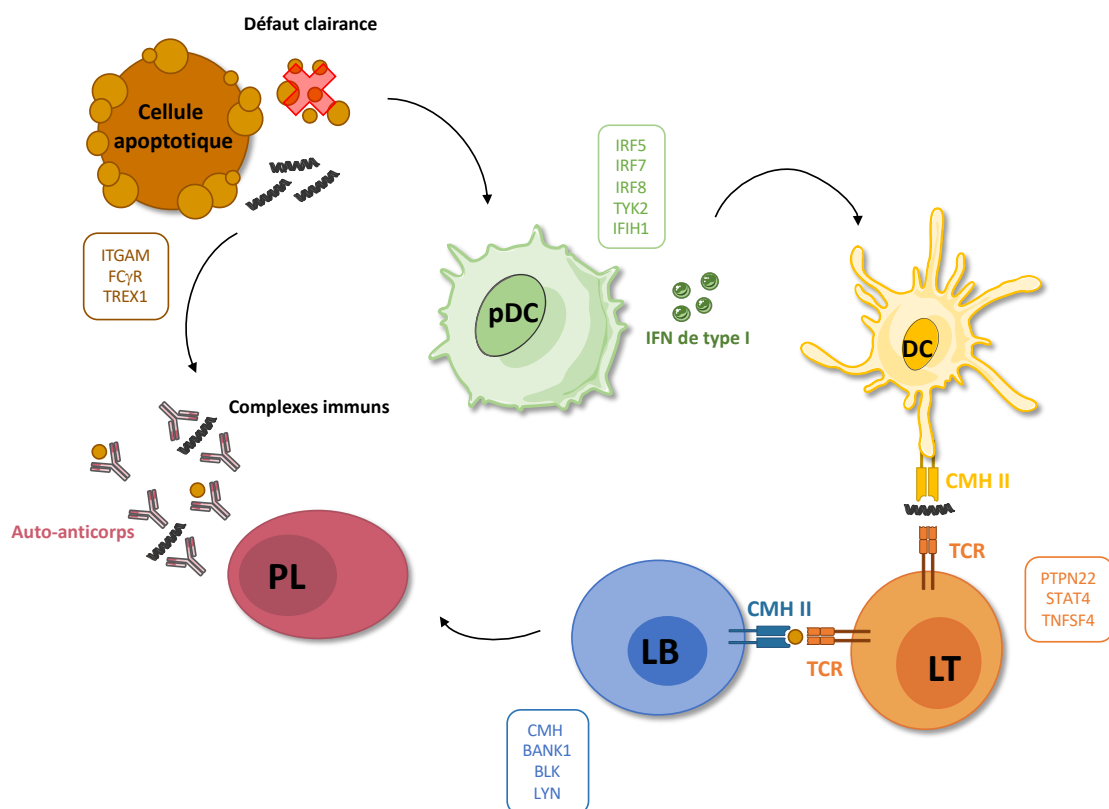 Défaut clairance
Cellule
apoptotique
ITGAM
FCγR
TREX1
IRF5
IRF7
IRF8
TYK2
IFIH1
pDC
IFN de type I
DC
CMH II
TCR
PTPN22
STAT4
TNFSF4
LT
CMH II
TCR
LB
CMH
BANK1
BLK
LYN
Complexes immuns
Auto-anticorps
PL